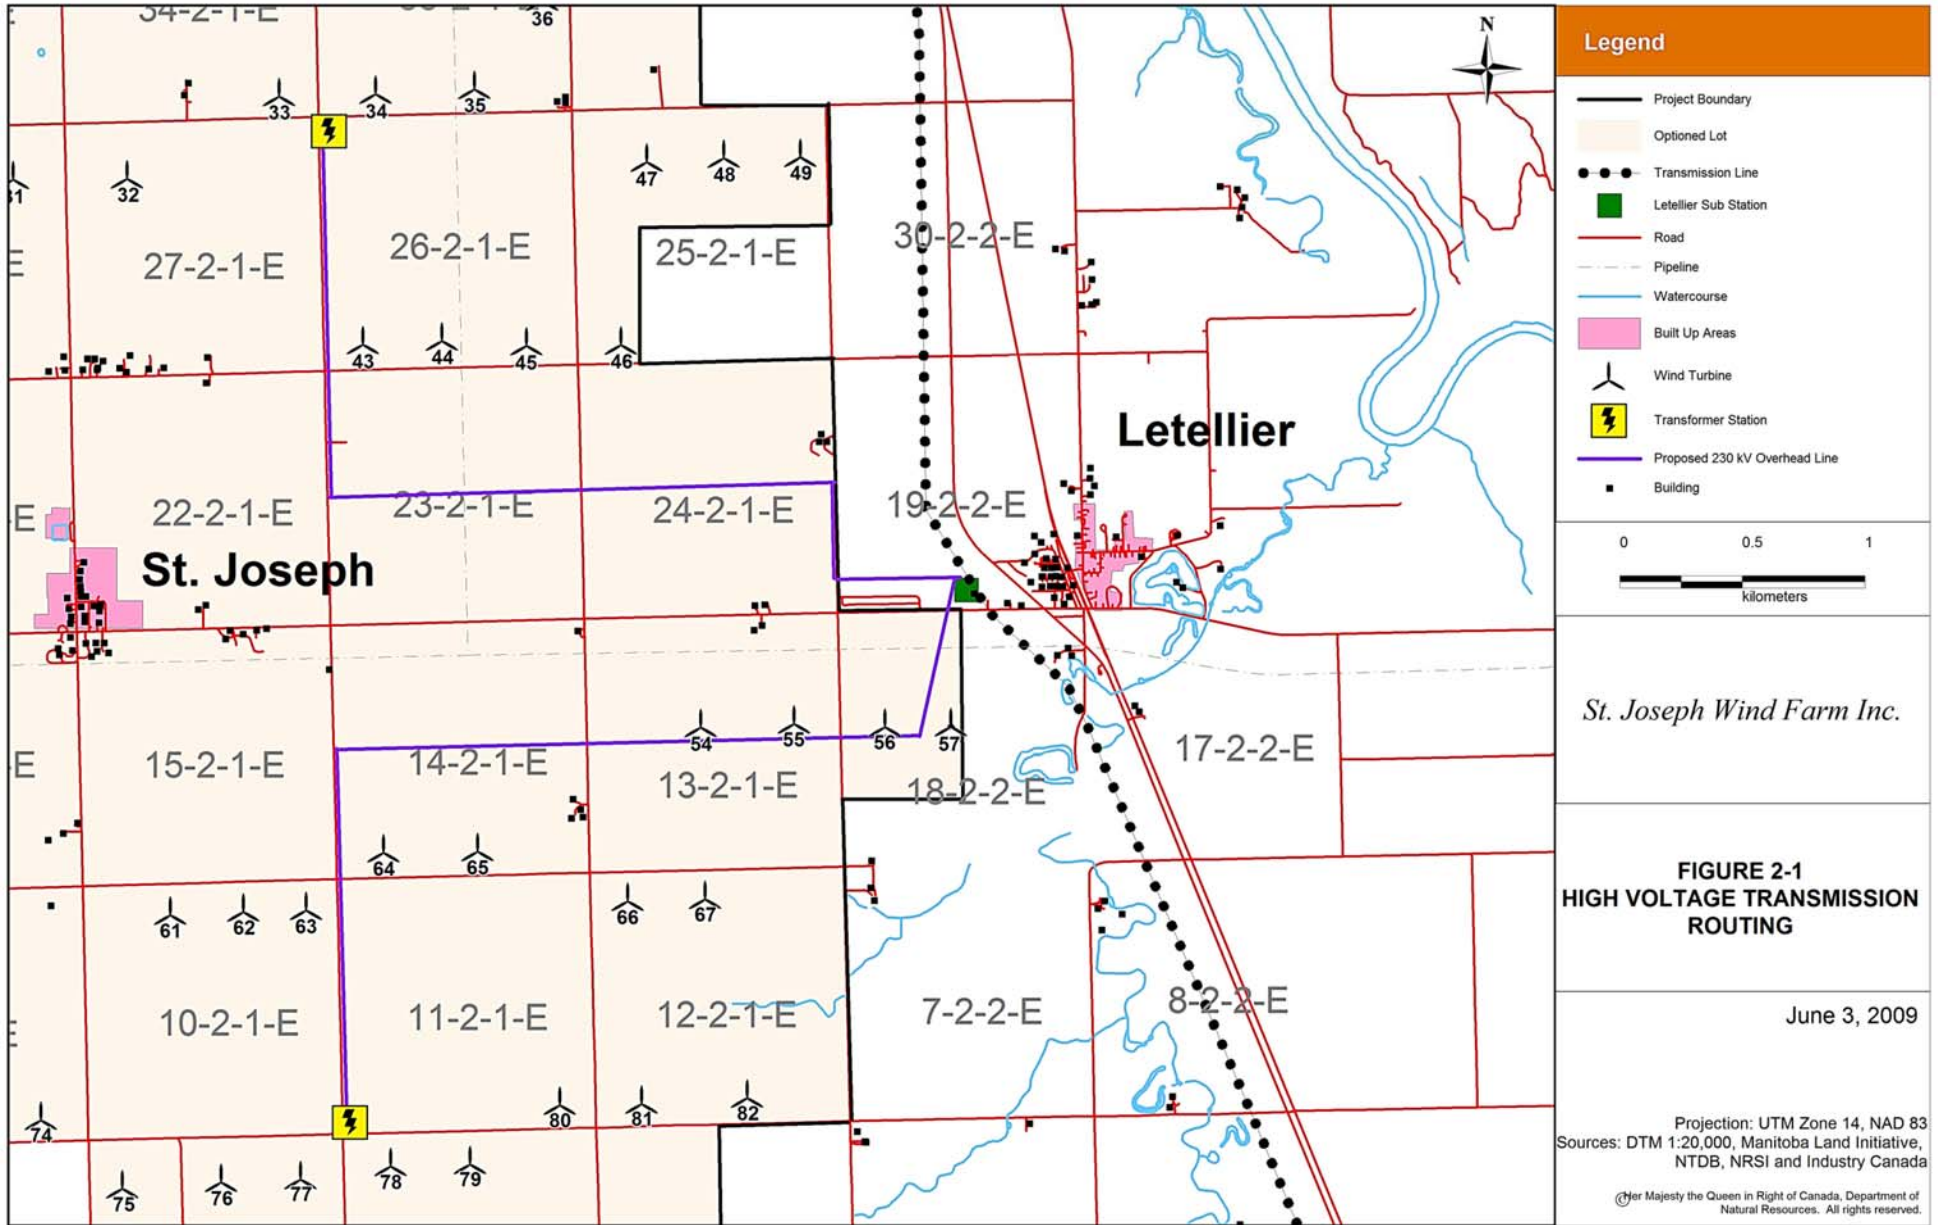 34-2-1-E
36
33
34
35
31
32
47
48
49
27-2-1-E
26-2-1-E
25-2-1-E
30-2-2-E
E
43
44
45
46
Letellier
E
22-2-1-E
23-2-1-E
24-2-1-E
19-2-2-E
St. Joseph
54
55
56
57
E
15-2-1-E
14-2-1-E
13-2-1-E
18-2-2-E
17-2-2-E
64
65
61
62
63
66
67
10-2-1-E
11-2-1-E
12-2-1-E
7-2-2-E
8-2-2-E
E
74
80
81
82
75
76
77
78
79
N
Legend
Project Boundary
Optioned Lot
Transmission Line
Letellier Sub Station
Road
Pipeline
Watercourse
Built Up Areas
Wind Turbine
Transformer Station
Proposed 230 kV Overhead Line
Building
0 0.5 1
kilometers
St. Joseph Wind Farm Inc.
FIGURE 2-1
HIGH VOLTAGE TRANSMISSION
ROUTING
June 3, 2009
Projection: UTM Zone 14, NAD 83
Sources: DTM 1:20,000, Manitoba Land Initiative,
NTDB, NRSI and Industry Canada
©Her Majesty the Queen in Right of Canada, Department of
Natural Resources. All rights reserved.